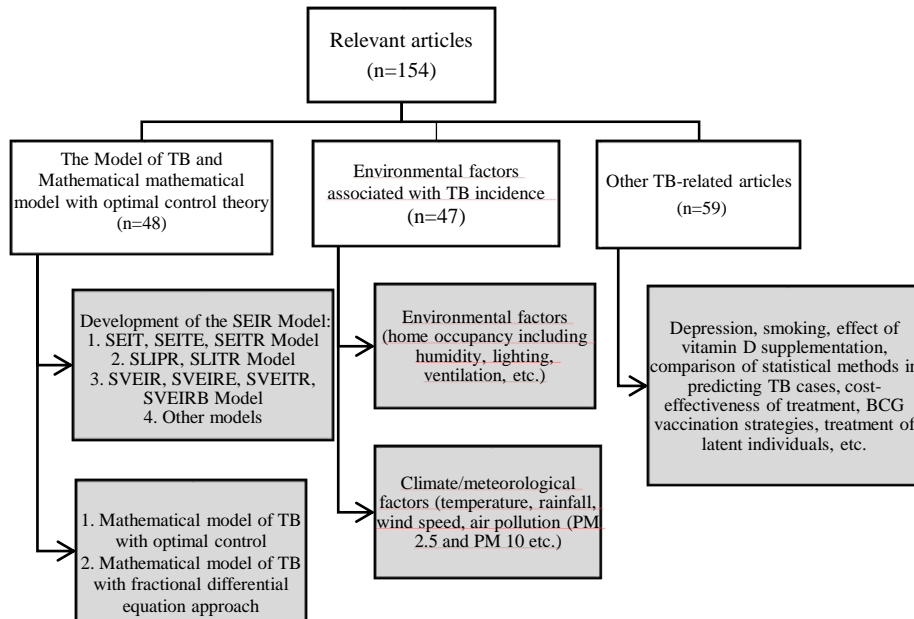 Relevant articles
(n=154)
The Model of TB and
Mathematical mathematical
model with optimal control theory
(n=48)
Environmental factors
associated with TB incidence
(n=47)
Other TB-related articles
(n=59)
Development of the SEIR Model:
1. SEIT, SEITE, SEITR Model
2. SLIPR, SLITR Model
3. SVEIR, SVEIRE, SVEITR,
SVEIRB Model
4. Other models
1. Mathematical model of TB
with optimal control
2. Mathematical model of TB
with fractional differential
equation approach
Environmental factors
(home occupancy including
humidity, lighting,
ventilation, etc.)
Climate/meteorological
factors (temperature, rainfall,
wind speed, air pollution (PM
2.5 and PM 10 etc.)
Depression, smoking, effect of
vitamin D supplementation,
comparison of statistical methods in
predicting TB cases, cost-
effectiveness of treatment, BCG
vaccination strategies, treatment of
latent individuals, etc.